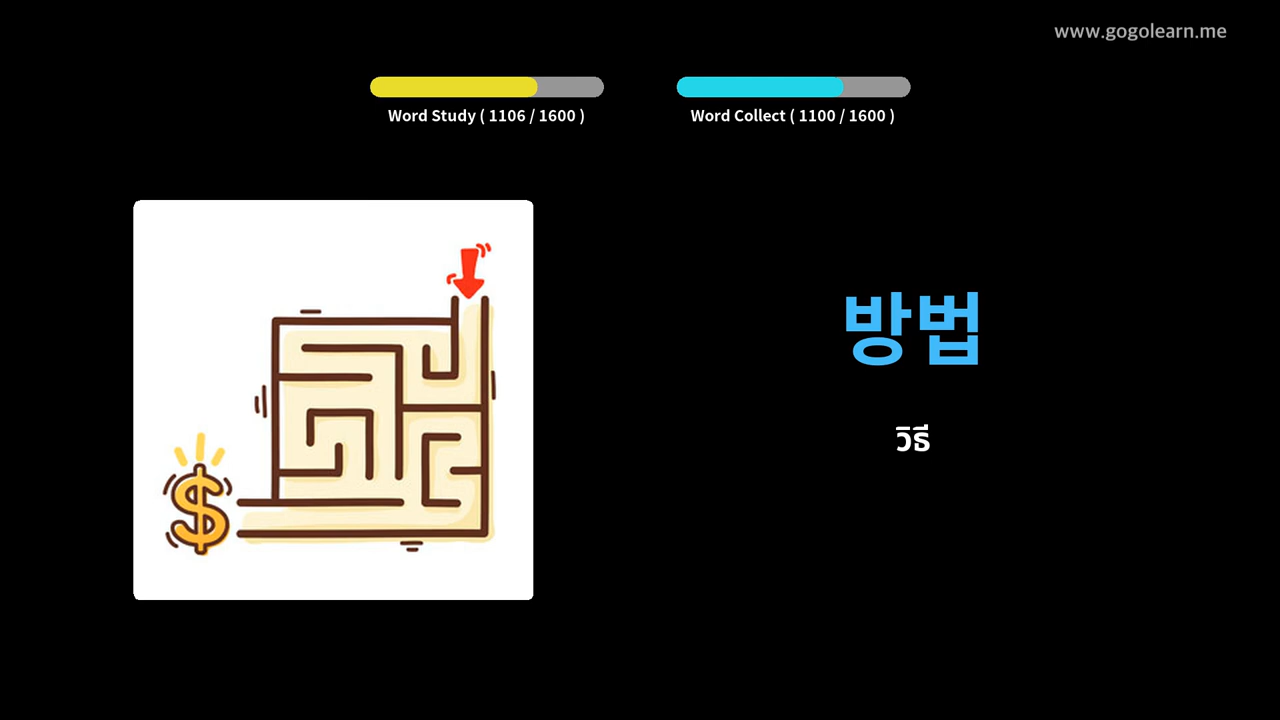 www.gogolearn.me
Word Study ( 1106 / 1600 )
Word Collect ( 1100 / 1600 )
$
방법
วิธี